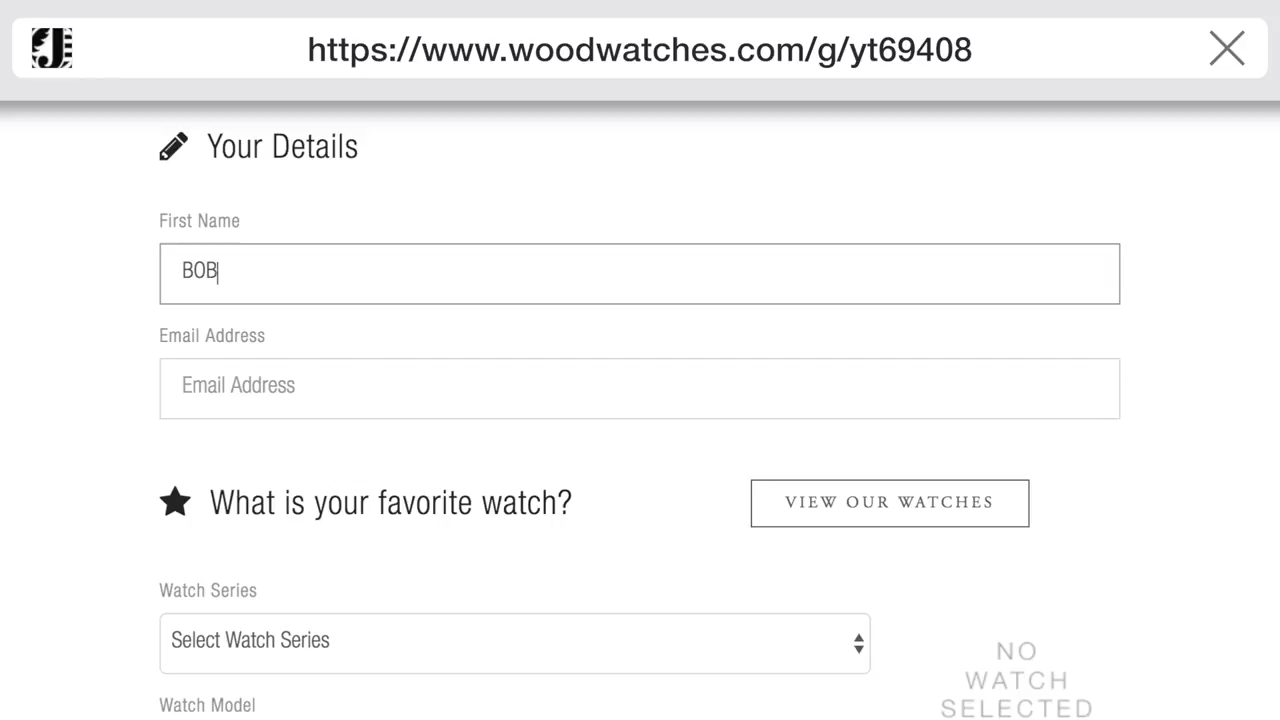 https://www.woodwatches.com/g/yt69408
Your Details
First Name
BOB
Email Address
Email Address
What is your favorite watch?
VIEW OUR WATCHES
Watch Series
Select Watch Series
NO
WATCH
SELECTED
Watch Model